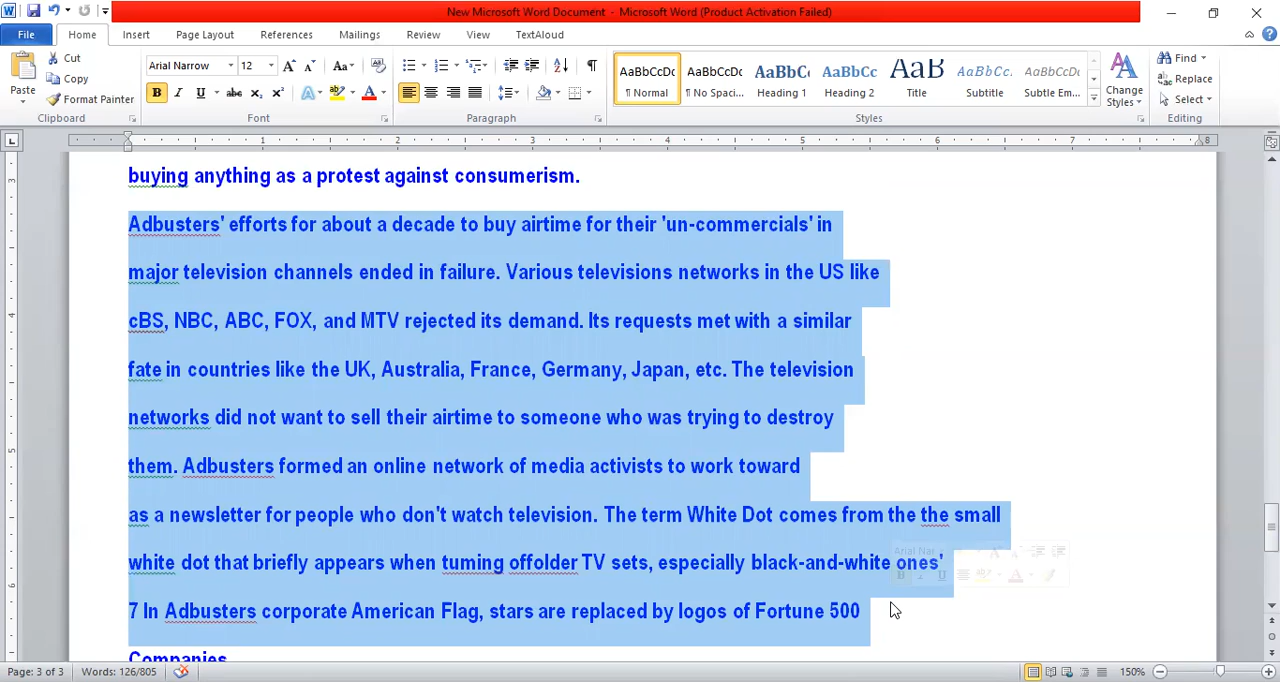 New Microsoft Word Document - Microsoft Word (Product Activation Failed)
File Home Insert Page Layout References Mailings Review View TextAloud
Paste
Cut
Copy
Format Painter
Clipboard
Arial Narrow 12
Font
Paragraph
AaBbCcDc AaBbCcDc AaBbC AaBbCc AaB AaBbCc. AaBbCcDc
¶ Normal ¶ No Spaci... Heading 1 Heading 2 Title Subtitle Subtle Em...
Change Styles
Styles
Find
Replace
Select
Editing
1 2 3 4 5 6 7 8
buying anything as a protest against consumerism.
Adbusters' efforts for about a decade to buy airtime for their 'un-commercials' in
major television channels ended in failure. Various televisions networks in the US like
cBS, NBC, ABC, FOX, and MTV rejected its demand. Its requests met with a similar
fate in countries like the UK, Australia, France, Germany, Japan, etc. The television
networks did not want to sell their airtime to someone who was trying to destroy
them. Adbusters formed an online network of media activists to work toward
as a newsletter for people who don't watch television. The term White Dot comes from the the small
white dot that briefly appears when tuming offolder TV sets, especially black-and-white ones'
7 In Adbusters corporate American Flag, stars are replaced by logos of Fortune 500
Companies
Page: 3 of 3 Words: 126/805 150%